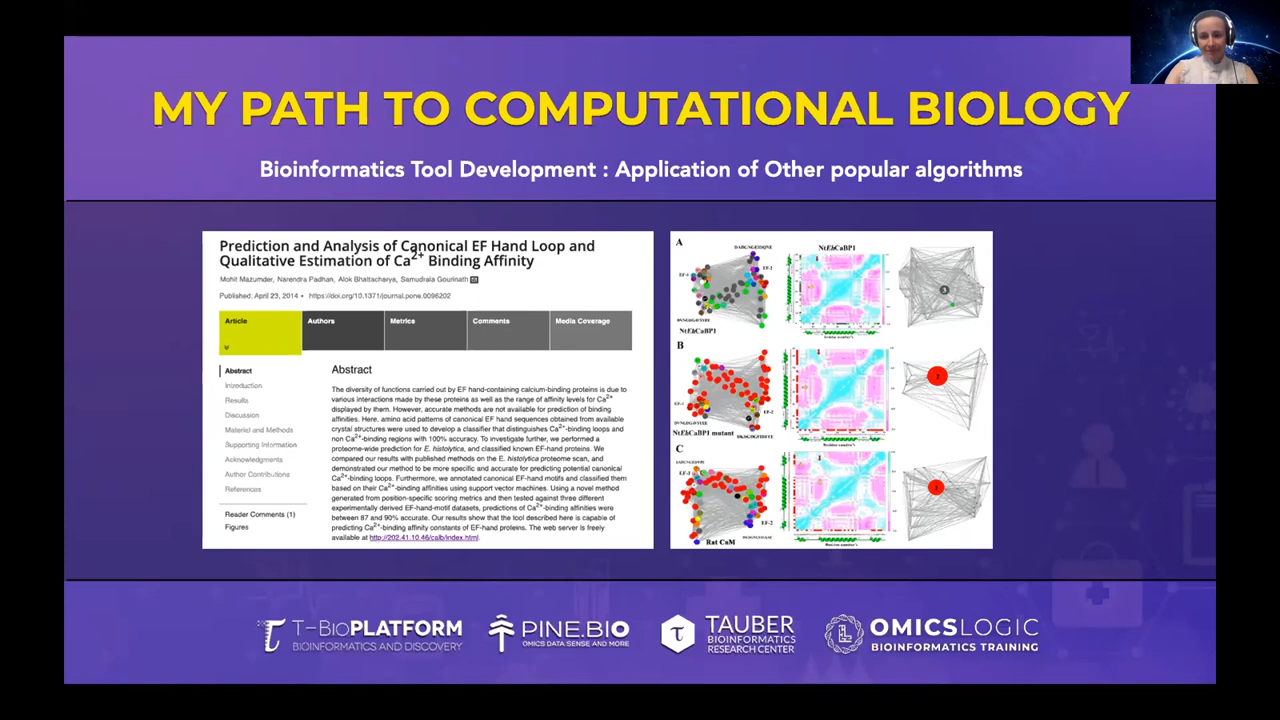 MY PATH TO COMPUTATIONAL BIOLOGY
Bioinformatics Tool Development : Application of Other popular algorithms
Prediction and Analysis of Canonical EF Hand Loop and
Qualitative Estimation of Ca2+ Binding Affinity
Mohit Mazumder, Narendra Padhan, Alok Bhattacharya, Samudrala Gourinath
Published: April 23, 2014 • https://doi.org/10.1371/journal.pone.0096202
Article
Authors
Metrics
Comments
Media Coverage
Abstract
Introduction
Results
Discussion
Material and Methods
Supporting Information
Acknowledgments
Author Contributions
References
Reader Comments (1)
Figures
Abstract
The diversity of functions carried out by EF hand-containing calcium-binding proteins is due to
various interactions made by these proteins as well as the range of affinity levels for Ca2+
displayed by them. However, accurate methods are not available for prediction of binding
affinities. Here, amino acid patterns of canonical EF hand sequences obtained from available
crystal structures were used to develop a classifier that distinguishes Ca2+-binding loops and
non Ca2+-binding regions with 100% accuracy. To investigate further, we performed a
proteome-wide prediction for E. histolytica, and classified known EF-hand proteins. We
compared our results with published methods on the E. histolytica proteome scan, and
demonstrated our method to be more specific and accurate for predicting potential canonical
Ca2+-binding loops. Furthermore, we annotated canonical EF-hand motifs and classified them
based on their Ca2+-binding affinities using support vector machines. Using a novel method
generated from position-specific scoring metrics and then tested against three different
experimentally derived EF-hand-motif datasets, predictions of Ca2+-binding affinities were
between 87 and 90% accurate. Our results show that the tool described here is capable of
predicting Ca2+-binding affinity constants of EF-hand proteins. The web server is freely
available at http://202.41.10.46/calb/index.html.
A
NtEhCaBP1
EF-1
EF-2
NtEhCaBP1
3
B
EF-1
EF-2
NtEhCaBP1 mutant
C
EF-1
EF-2
Rat CaM
T-BioPLATFORM
BIOINFORMATICS AND DISCOVERY
PINE.BIO
OMICS DATA SENSE AND MORE
TAUBER
BIOINFORMATICS
RESEARCH CENTER
OMICSLOGIC
BIOINFORMATICS TRAINING